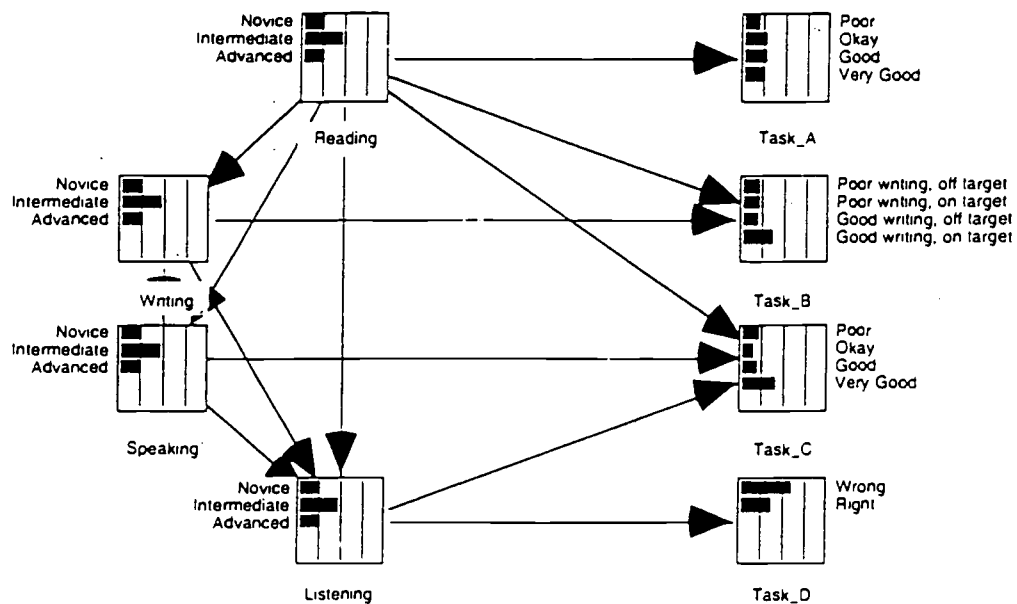 Novice
Intermediate
Advanced
Reading
Poor
Okay
Good
Very Good
Task_A
Novice
Intermediate
Advanced
Writing
Poor writing, off target
Poor writing, on target
Good writing, off target
Good writing, on target
Task_B
Novice
Intermediate
Advanced
Speaking
Poor
Okay
Good
Very Good
Task_C
Novice
Intermediate
Advanced
Listening
Wrong
Right
Task_D